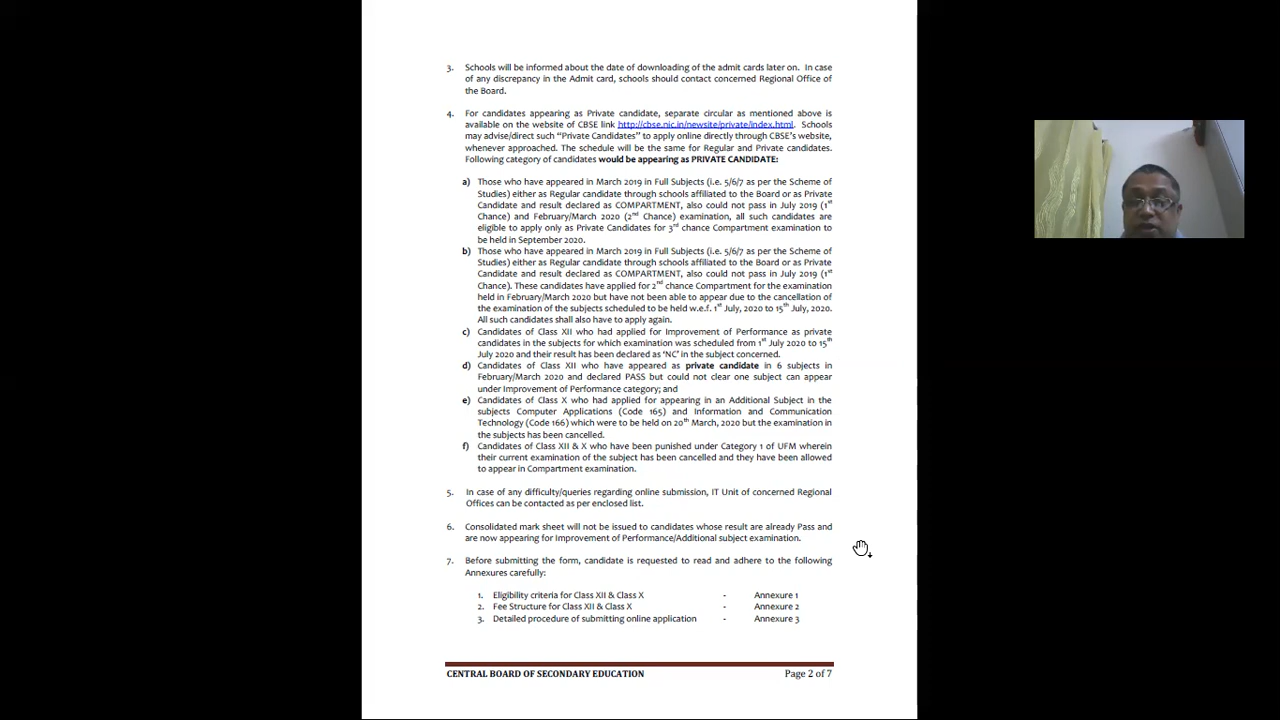 3. Schools will be informed about the date of downloading of the admit cards later on. In case
of any discrepancy in the Admit card, schools should contact concerned Regional Office of
the Board.
4. For candidates appearing as Private candidate, separate circular as mentioned above is
available on the website of CBSE link http://cbse.nic.in/newsite/private/index.html. Schools
may advise/direct such “Private Candidates” to apply online directly through CBSE’s website,
whenever approached. The schedule will be the same for Regular and Private candidates.
Following category of candidates would be appearing as PRIVATE CANDIDATE:
a) Those who have appeared in March 2019 in Full Subjects (i.e. 5/6/7 as per the Scheme of
Studies) either as Regular candidate through schools affiliated to the Board or as Private
Candidate and result declared as COMPARTMENT, also could not pass in July 2019 (1st
Chance) and February/March 2020 (2nd Chance) examination, all such candidates are
eligible to apply only as Private Candidates for 3rd chance Compartment examination to
be held in September 2020.
b) Those who have appeared in March 2019 in Full Subjects (i.e. 5/6/7 as per the Scheme of
Studies) either as Regular candidate through schools affiliated to the Board or as Private
Candidate and result declared as COMPARTMENT, also could not pass in July 2019 (1st
Chance). These candidates have applied for 2nd chance Compartment for the examination
held in February/March 2020 but have not been able to appear due to the cancellation of
the examination of the subjects scheduled to be held w.e.f. 1st July, 2020 to 15th July, 2020.
All such candidates shall also have to apply again.
c) Candidates of Class XII who had applied for Improvement of Performance as private
candidates in the subjects for which examination was scheduled from 1st July 2020 to 15th
July 2020 and their result has been declared as ‘NC’ in the subject concerned.
d) Candidates of Class XII who have appeared as private candidate in 6 subjects in
February/March 2020 and declared PASS but could not clear one subject can appear
under Improvement of Performance category; and
e) Candidates of Class X who had applied for appearing in an Additional Subject in the
subjects Computer Applications (Code 165) and Information and Communication
Technology (Code 166) which were to be held on 20th March, 2020 but the examination in
the subjects has been cancelled.
f) Candidates of Class XII & X who have been punished under Category 1 of UFM wherein
their current examination of the subject has been cancelled and they have been allowed
to appear in Compartment examination.
5. In case of any difficulty/queries regarding online submission, IT Unit of concerned Regional
Offices can be contacted as per enclosed list.
6. Consolidated mark sheet will not be issued to candidates whose result are already Pass and
are now appearing for Improvement of Performance/Additional subject examination.
7. Before submitting the form, candidate is requested to read and adhere to the following
Annexures carefully:
1. Eligibility criteria for Class XII & Class X - Annexure 1
2. Fee Structure for Class XII & Class X - Annexure 2
3. Detailed procedure of submitting online application - Annexure 3
CENTRAL BOARD OF SECONDARY EDUCATION Page 2 of 7